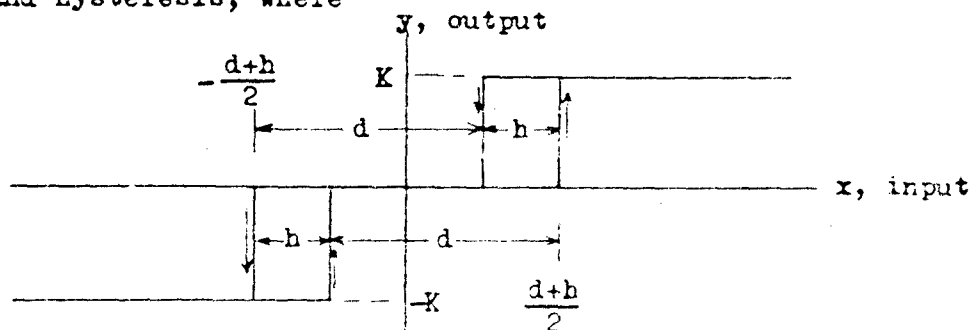 and hysteresis, where
y, output
K
- d+h
2
d
h
x, input
h
d
-K
d+h
2